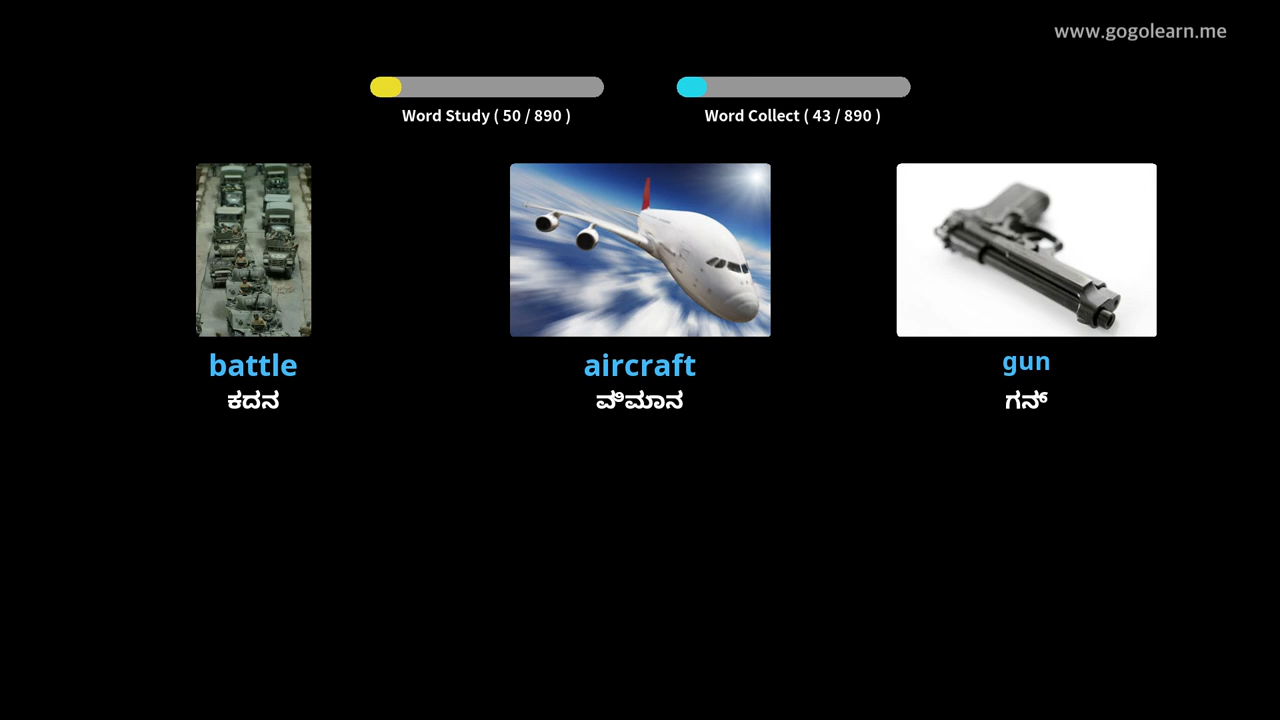 www.gogolearn.me
Word Study ( 50 / 890 )
Word Collect ( 43 / 890 )
battle
aircraft
gun
ಕದನ
ವಿಮಾನ
ಗನ್